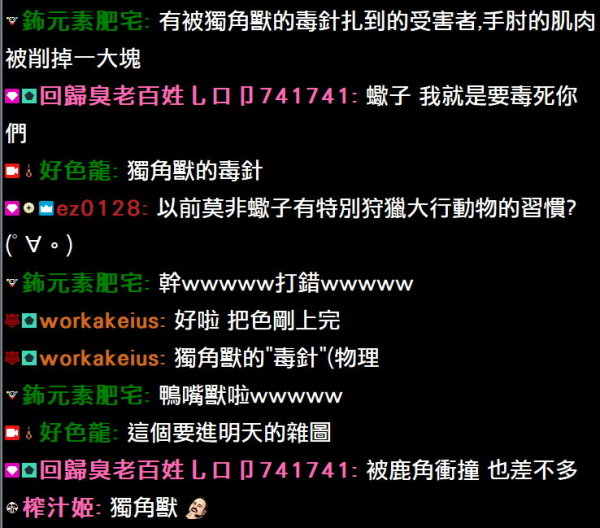 鈽元素肥宅: 有被獨角獸的毒針扎到的受害者,手肘的肌肉
被削掉一大塊
回歸臭老百姓乚口卩741741: 蠍子 我就是要毒死你
們
好色龍: 獨角獸的毒針
ez0128: 以前莫非蠍子有特別狩獵大行動物的習慣?
(ﾟ∀。)
鈽元素肥宅: 幹wwwww打錯wwwww
workakeius: 好啦 把色剛上完
workakeius: 獨角獸的"毒針"(物理
鈽元素肥宅: 鴨嘴獸啦wwwww
好色龍: 這個要進明天的雜圖
回歸臭老百姓乚口卩741741: 被鹿角衝撞 也差不多
榨汁姬: 獨角獸